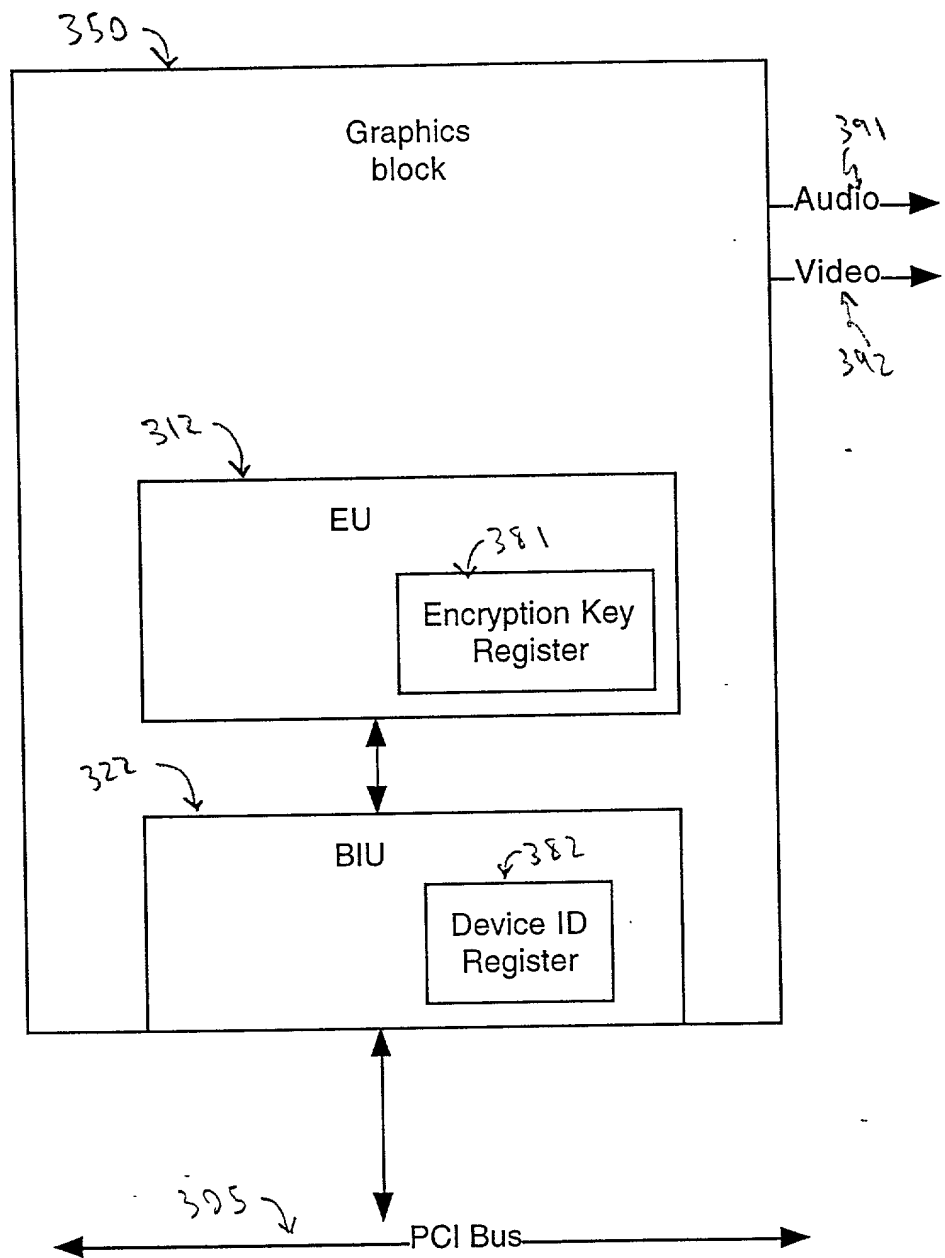 350
Graphics
block
391
Audio
Video
392
312
EU
381
Encryption Key
Register
322
BIU
382
Device ID
Register
305
PCI Bus